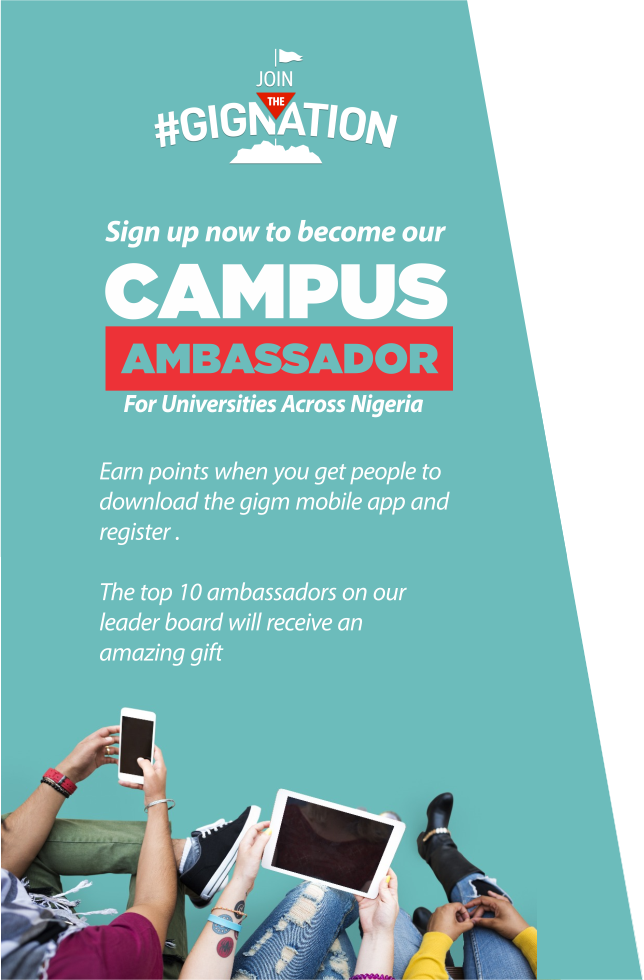 JOIN
THE
#GIGNATION
Sign up now to become our
CAMPUS
AMBASSADOR
For Universities Across Nigeria
Earn points when you get people to
download the gigm mobile app and
register .
The top 10 ambassadors on our
leader board will receive an
amazing gift